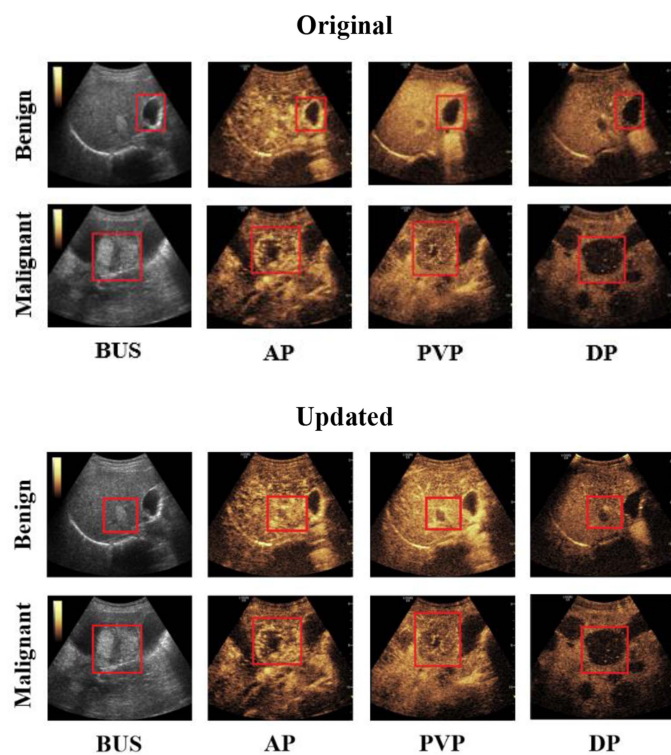 Original
Benign
Malignant
BUS AP PVP DP
Updated
Benign
Malignant
BUS AP PVP DP